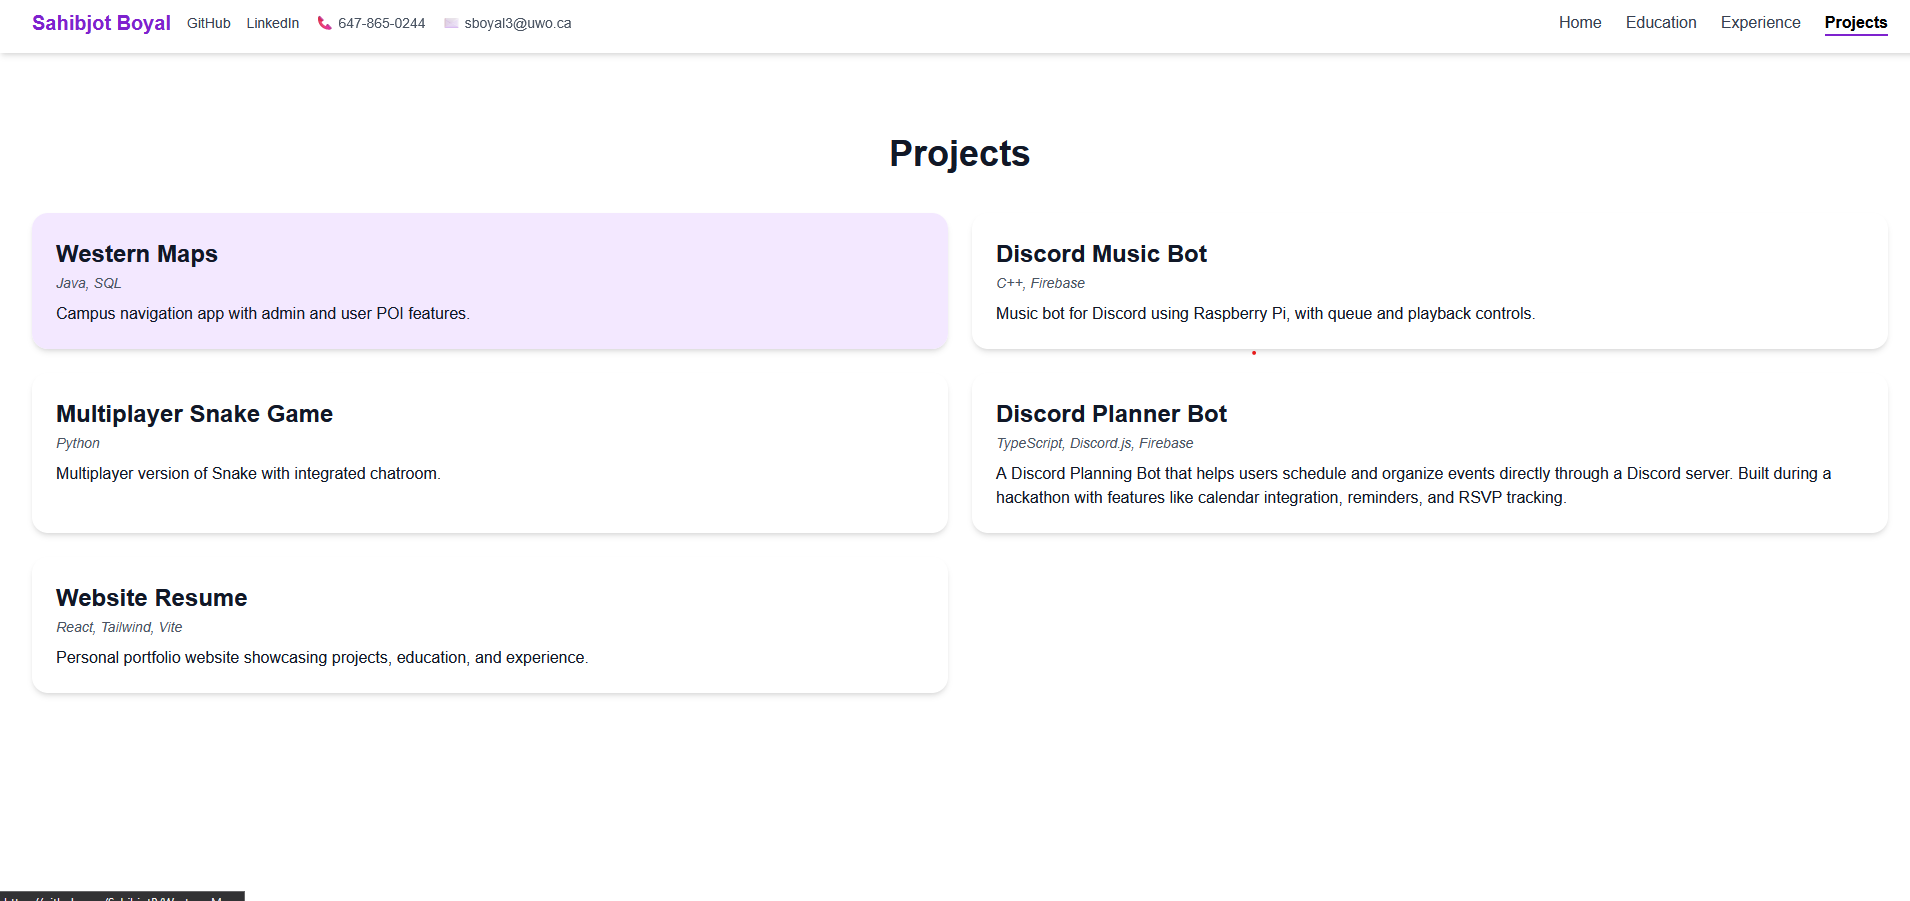 Sahibjot Boyal GitHub LinkedIn 647-865-0244 sboyal3@uwo.ca Home Education Experience Projects
Projects
Western Maps
Java, SQL
Campus navigation app with admin and user POI features.
Discord Music Bot
C++, Firebase
Music bot for Discord using Raspberry Pi, with queue and playback controls.
Multiplayer Snake Game
Python
Multiplayer version of Snake with integrated chatroom.
Discord Planner Bot
TypeScript, Discord.js, Firebase
A Discord Planning Bot that helps users schedule and organize events directly through a Discord server. Built during a
hackathon with features like calendar integration, reminders, and RSVP tracking.
Website Resume
React, Tailwind, Vite
Personal portfolio website showcasing projects, education, and experience.